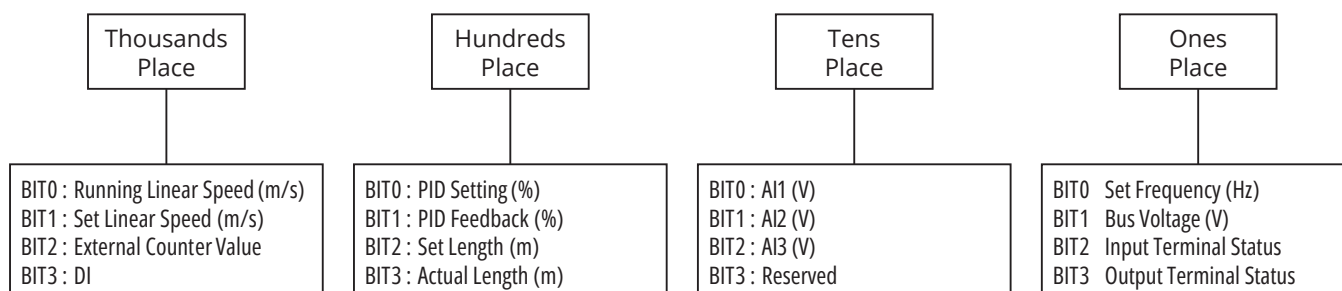 Thousands
Place
Hundreds
Place
Tens
Place
Ones
Place
BIT0 : Running Linear Speed (m/s)
BIT1 : Set Linear Speed (m/s)
BIT2 : External Counter Value
BIT3 : DI
BIT0 : PID Setting (%)
BIT1 : PID Feedback (%)
BIT2 : Set Length (m)
BIT3 : Actual Length (m)
BIT0 : AI1 (V)
BIT1 : AI2 (V)
BIT2 : AI3 (V)
BIT3 : Reserved
BIT0 Set Frequency (Hz)
BIT1 Bus Voltage (V)
BIT2 Input Terminal Status
BIT3 Output Terminal Status